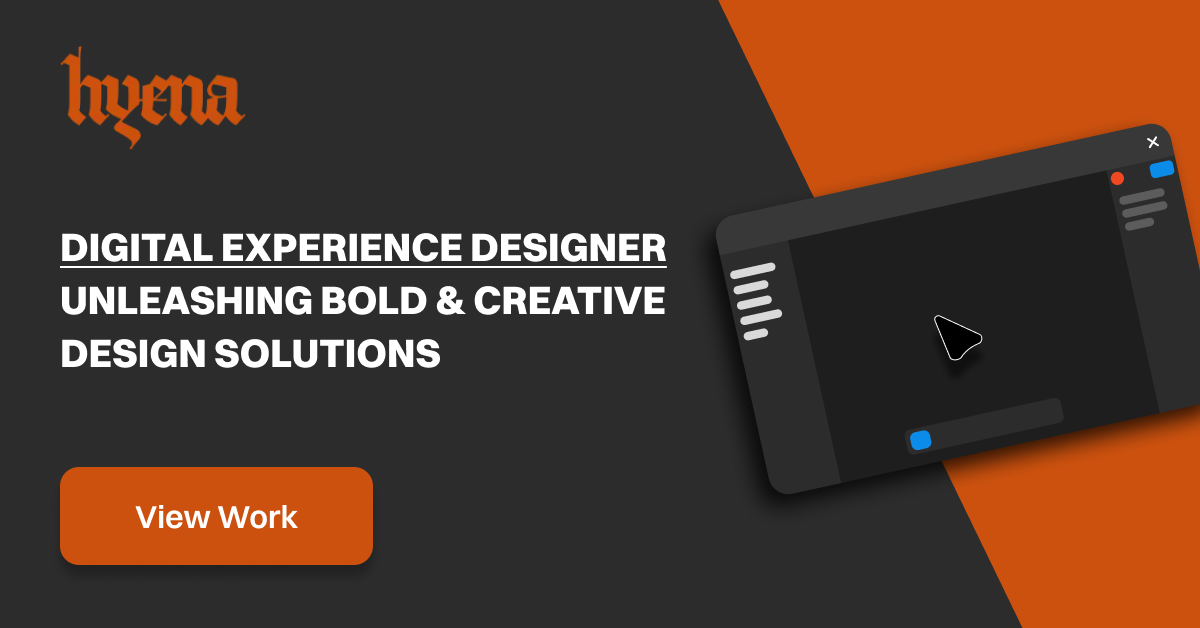 hyena
DIGITAL EXPERIENCE DESIGNER
UNLEASHING BOLD & CREATIVE
DESIGN SOLUTIONS
View Work